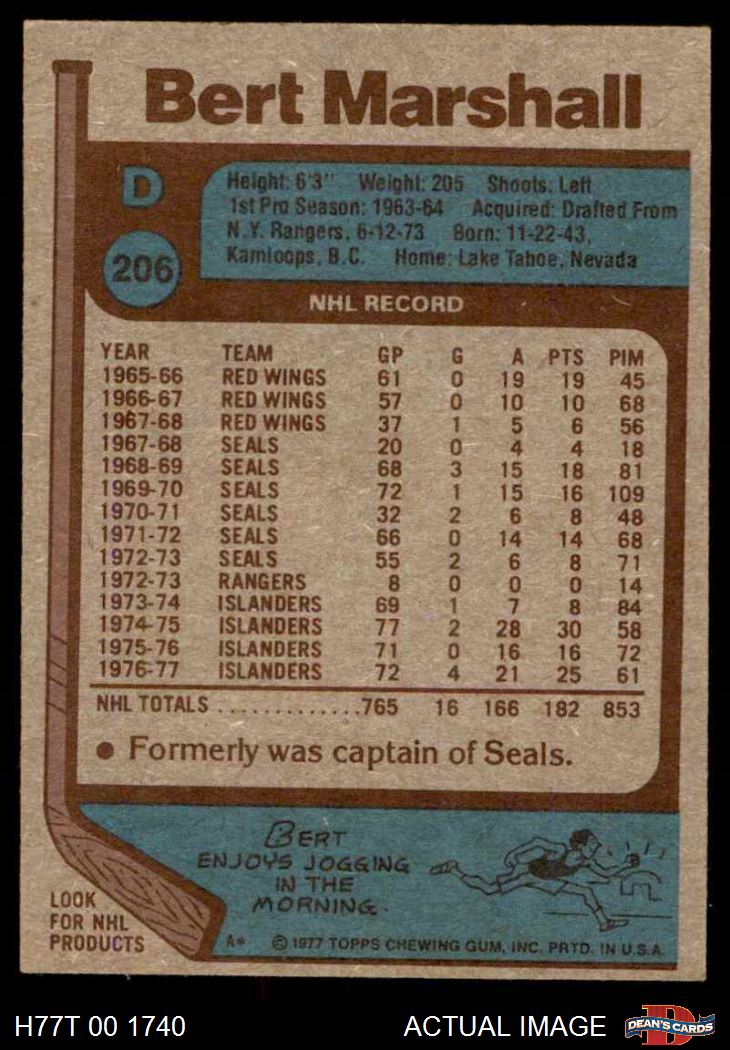 Bert Marshall
D
206
Height: 6'3" Weight: 205 Shoots: Left
1st Pro Season: 1963-64 Acquired: Drafted From
N.Y. Rangers, 6-12-73 Born: 11-22-43,
Kamloops, B.C. Home: Lake Tahoe, Nevada
NHL RECORD
YEAR TEAM GP G A PTS PIM
1965-66 RED WINGS 61 0 19 19 45
1966-67 RED WINGS 57 0 10 10 68
1967-68 RED WINGS 37 1 5 6 56
1967-68 SEALS 20 0 4 4 18
1968-69 SEALS 68 3 15 18 81
1969-70 SEALS 72 1 15 16 109
1970-71 SEALS 32 2 6 8 48
1971-72 SEALS 66 0 14 14 68
1972-73 SEALS 55 2 6 8 71
1972-73 RANGERS 8 0 0 0 14
1973-74 ISLANDERS 69 1 7 8 84
1974-75 ISLANDERS 77 2 28 30 58
1975-76 ISLANDERS 71 0 16 16 72
1976-77 ISLANDERS 72 4 21 25 61
NHL TOTALS .............765 16 166 182 853
● Formerly was captain of Seals.
BERT
ENJOYS JOGGING
IN THE
MORNING.
LOOK
FOR NHL
PRODUCTS
A* © 1977 TOPPS CHEWING GUM, INC. PRTD. IN U.S.A.
H77T 00 1740
ACTUAL IMAGE
D
DEAN'S CARDS